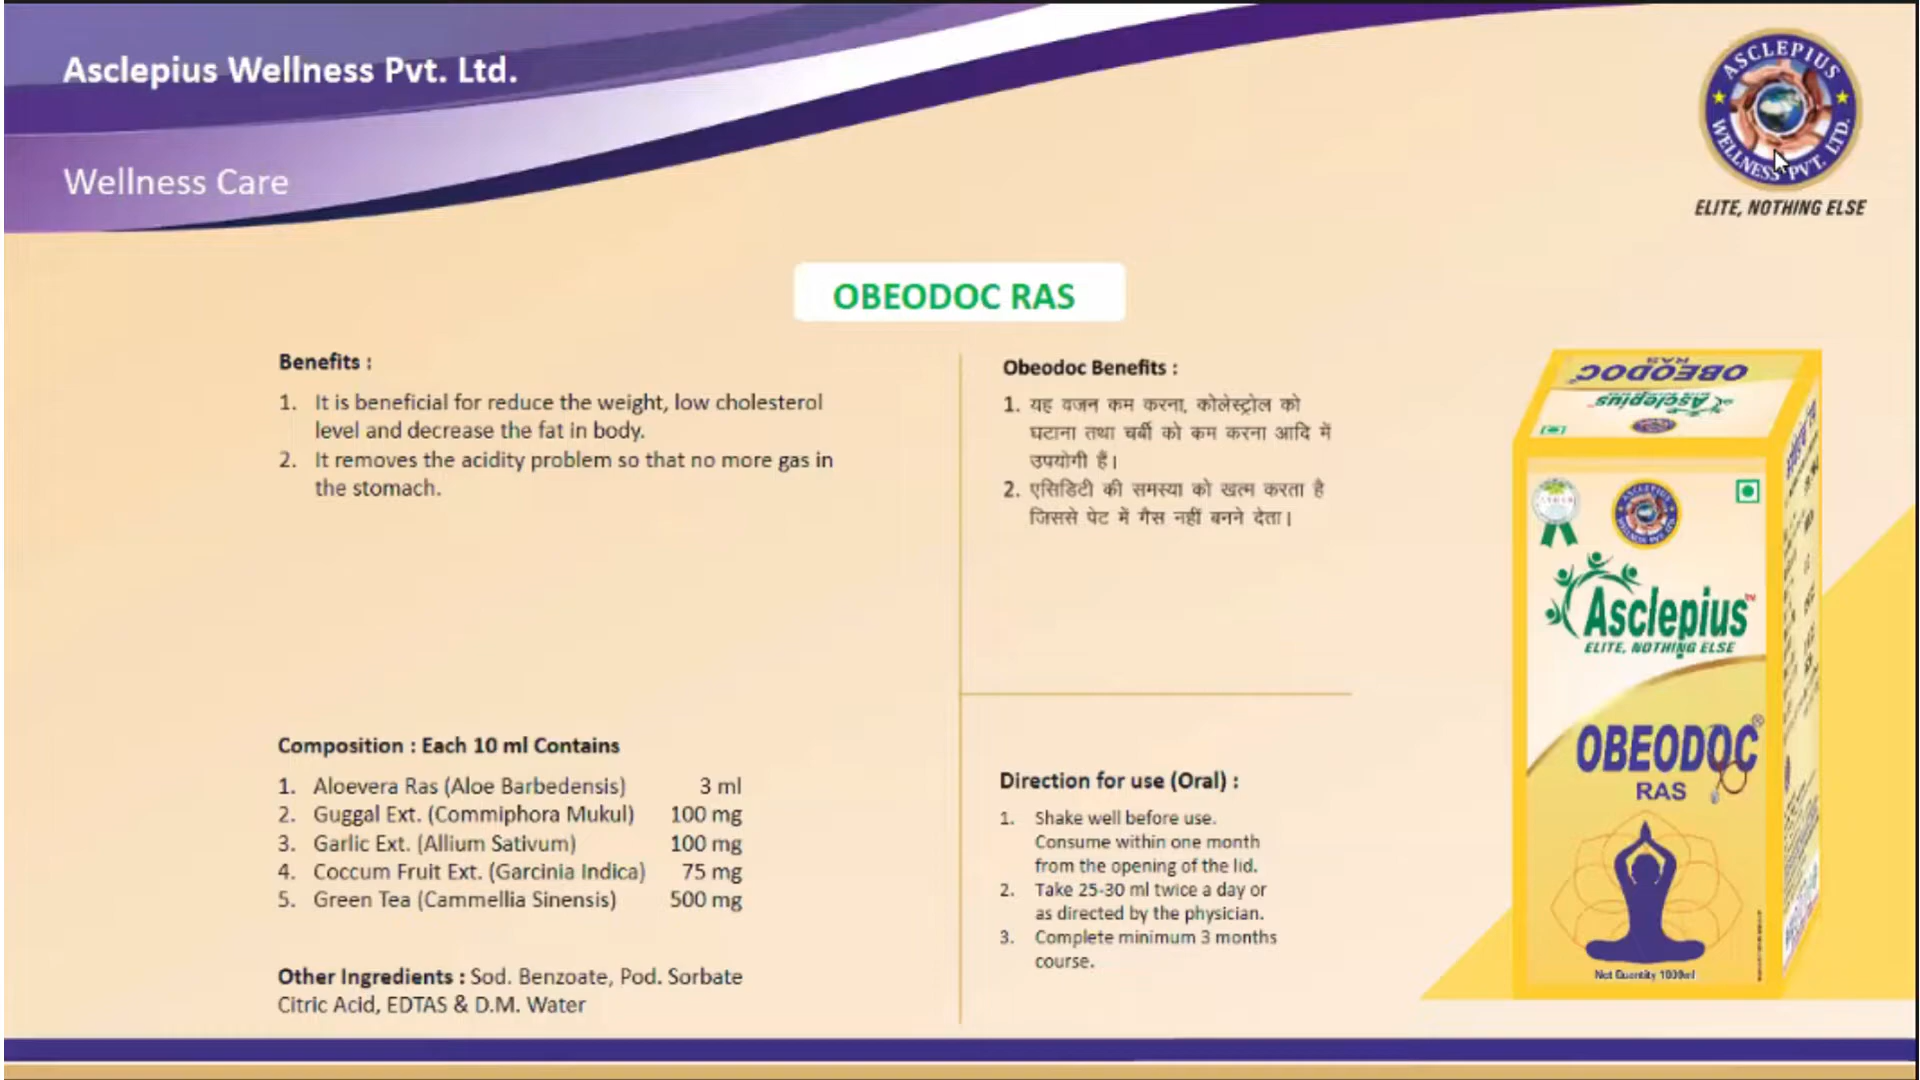 Asclepius Wellness Pvt. Ltd.
Wellness Care
ASCLEPIUS
WELLNESS PVT. LTD.
ELITE, NOTHING ELSE
OBEODOC RAS
Benefits :
1. It is beneficial for reduce the weight, low cholesterol
level and decrease the fat in body.
2. It removes the acidity problem so that no more gas in
the stomach.
Obeodoc Benefits :
1. यह वजन कम करना, कोलेस्ट्रोल को
घटाना तथा चर्बी को कम करना आदि में
उपयोगी हैं।
2. एसिडिटी की समस्या को खत्म करता है
जिससे पेट में गैस नहीं बनने देता।
Composition : Each 10 ml Contains
1. Aloevera Ras (Aloe Barbedensis) 3 ml
2. Guggal Ext. (Commiphora Mukul) 100 mg
3. Garlic Ext. (Allium Sativum) 100 mg
4. Coccum Fruit Ext. (Garcinia Indica) 75 mg
5. Green Tea (Cammellia Sinensis) 500 mg
Other Ingredients : Sod. Benzoate, Pod. Sorbate
Citric Acid, EDTAS & D.M. Water
Direction for use (Oral) :
1. Shake well before use.
Consume within one month
from the opening of the lid.
2. Take 25-30 ml twice a day or
as directed by the physician.
3. Complete minimum 3 months
course.
OBEODOC
RAS
Asclepius
Asclepius™
ELITE, NOTHING ELSE
OBEODOC®
RAS
Net Quantity 1000ml